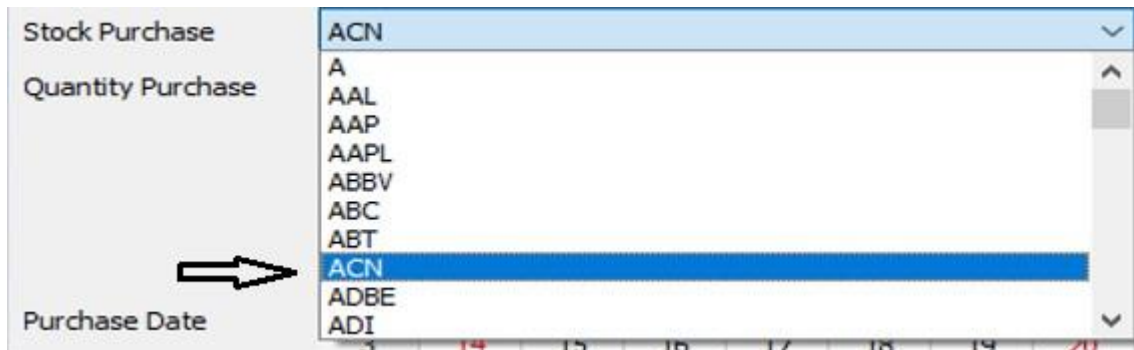 Stock Purchase ACN
A
Quantity Purchase AAL
AAP
AAPL
ABBV
ABC
ABT
ACN
ADBE
Purchase Date ADI